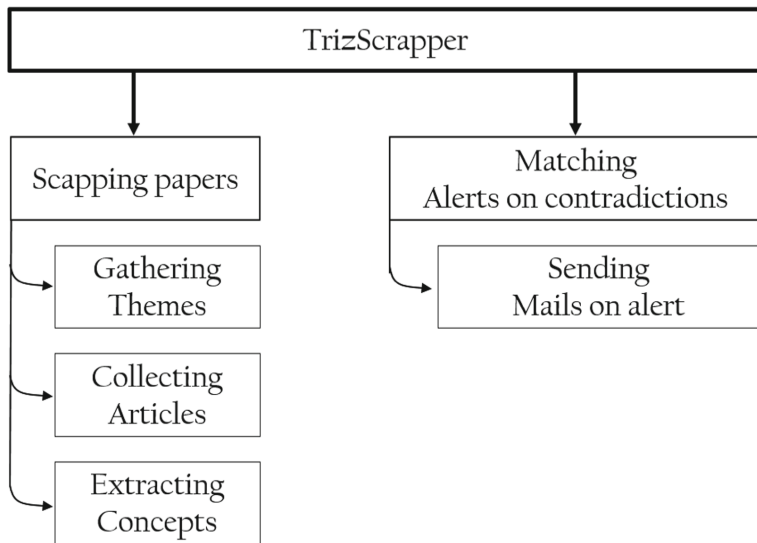 TrizScrapper
Scapping papers
Gathering
Themes
Collecting
Articles
Extracting
Concepts
Matching
Alerts on contradictions
Sending
Mails on alert